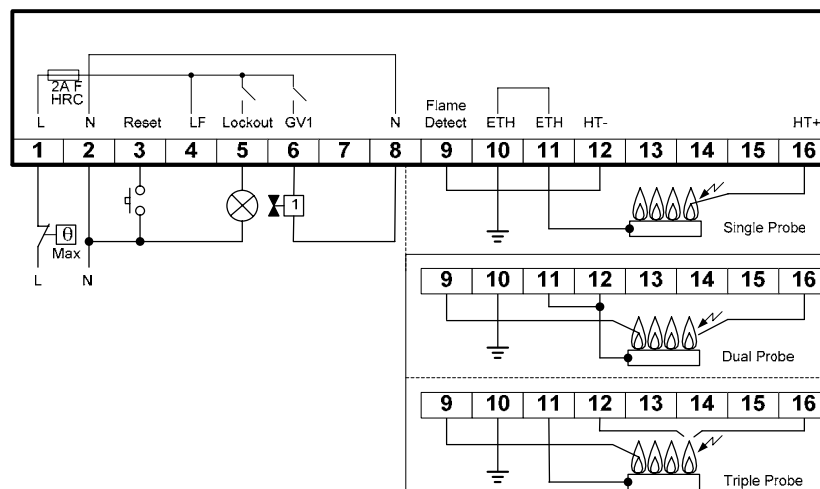 2A F
HRC
L N Reset LF Lockout GV1 N Flame Detect ETH ETH HT- HT+
1 2 3 4 5 6 7 8 9 10 11 12 13 14 15 16
1
θ
Max
L N
Single Probe
9 10 11 12 13 14 15 16
Dual Probe
9 10 11 12 13 14 15 16
Triple Probe